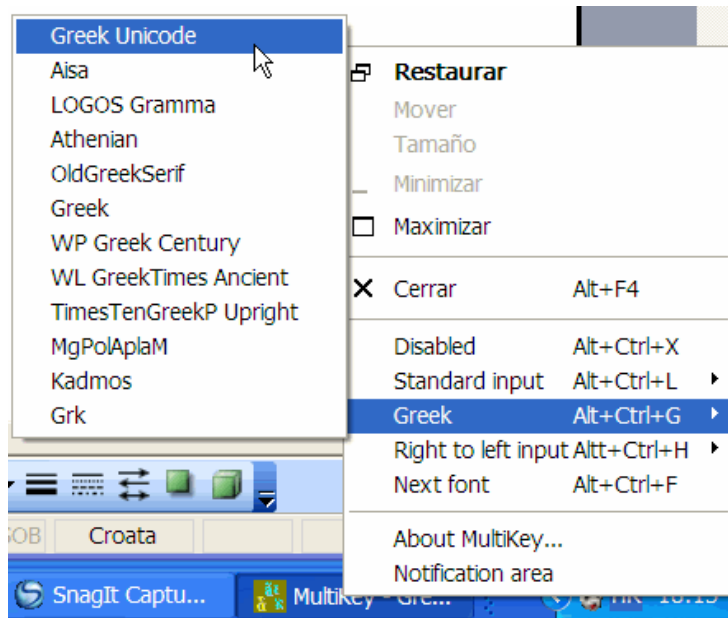 Greek Unicode
Aisa
LOGOS Gramma
Athenian
OldGreekSerif
Greek
WP Greek Century
WL GreekTimes Ancient
TimesTenGreekP Upright
MgPolAplaM
Kadmos
Grk
Restaurar
Mover
Tamaño
Minimizar
Maximizar
Cerrar Alt+F4
Disabled Alt+Ctrl+X
Standard input Alt+Ctrl+L
Greek Alt+Ctrl+G
Right to left input Altt+Ctrl+H
Next font Alt+Ctrl+F
About MultiKey...
Notification area
Croata
SnagIt Captu...
MultiKey - Gre...